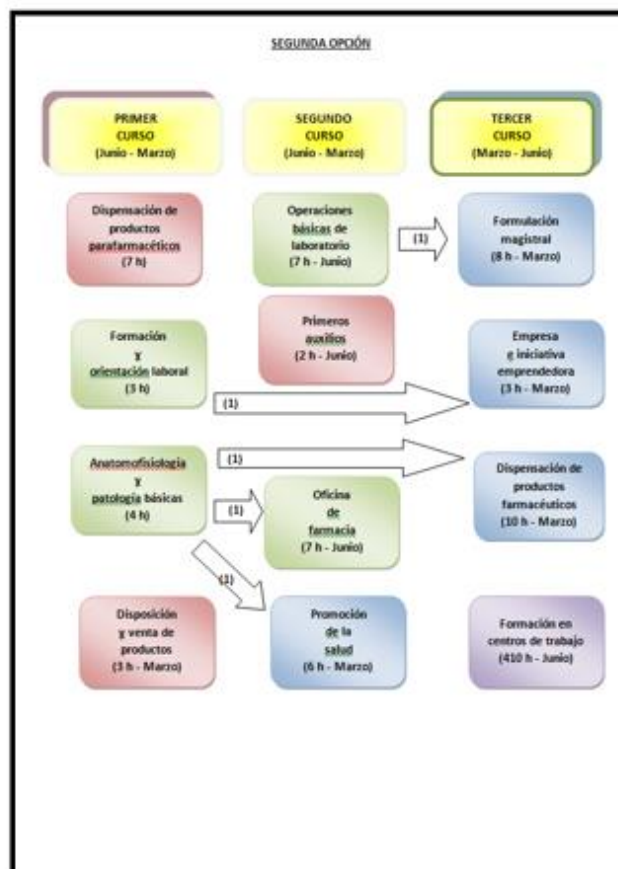 SEGUNDA OPCIÓN
PRIMER
CURSO
(Junio - Marzo)
SEGUNDO
CURSO
(Junio - Marzo)
TERCER
CURSO
(Marzo - Junio)
Dispensación de
productos
parafarmacéticos
(7 h)
Operaciones
básicas de
laboratorio
(7 h - Junio)
(1)
Formulación
magistral
(8 h - Marzo)
Formación
y
orientación laboral
(3 h)
Primeros
auxilios
(2 h - Junio)
Empresa
e iniciativa
emprendedora
(3 h - Marzo)
(1)
Anatomofisiología
y
patología básicas
(4 h)
(1)
(1)
Oficina
de
farmacia
(7 h - Junio)
Dispensación de
productos
farmacéuticos
(10 h - Marzo)
(1)
Disposición
y venta de
productos
(3 h - Marzo)
Promoción
de la
salud
(6 h - Marzo)
Formación en
centros de trabajo
(410 h - Junio)